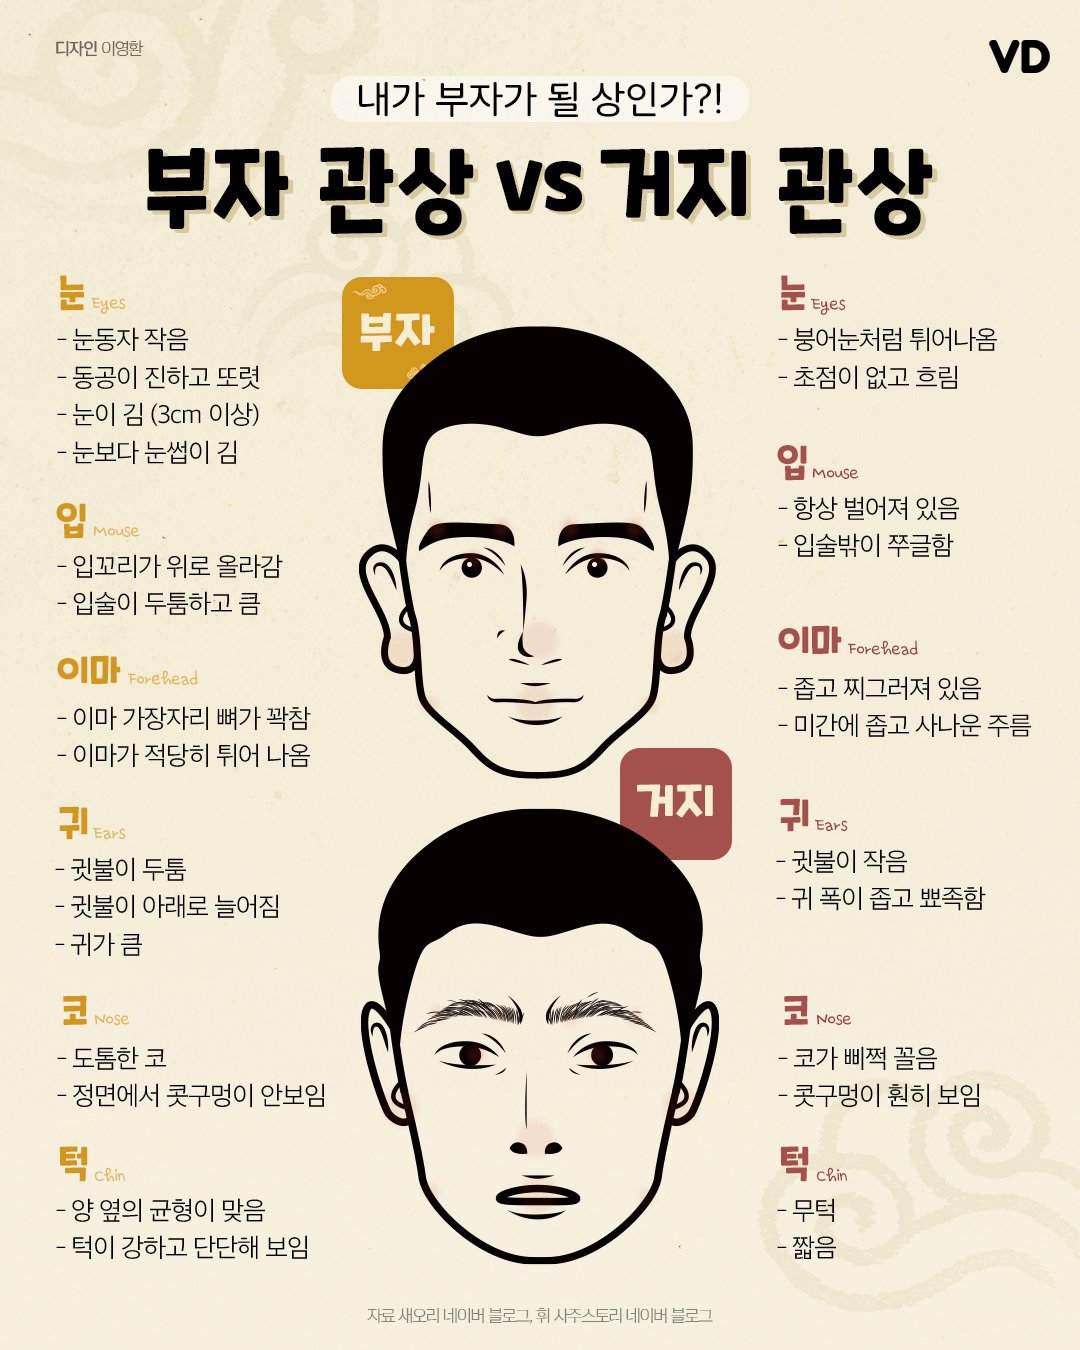 디자인 이영환
VD
내가 부자가 될 상인가?!
부자 관상 VS 거지 관상
부자
눈 Eyes
- 눈동자 작음
- 동공이 진하고 또렷
- 눈이 김 (3cm 이상)
- 눈보다 눈썹이 김
입 Mouse
- 입꼬리가 위로 올라감
- 입술이 두툼하고 큼
이마 Forehead
- 이마 가장자리 뼈가 꽉참
- 이마가 적당히 튀어 나옴
귀 Ears
- 귓불이 두툼
- 귓불이 아래로 늘어짐
- 귀가 큼
코 Nose
- 도톰한 코
- 정면에서 콧구멍이 안보임
턱 Chin
- 양 옆의 균형이 맞음
- 턱이 강하고 단단해 보임
거지
눈 Eyes
- 붕어눈처럼 튀어나옴
- 초점이 없고 흐림
입 Mouse
- 항상 벌어져 있음
- 입술밖이 쭈글함
이마 Forehead
- 좁고 찌그러져 있음
- 미간에 좁고 사나운 주름
귀 Ears
- 귓불이 작음
- 귀 폭이 좁고 뾰족함
코 Nose
- 코가 삐쩍 꼴음
- 콧구멍이 훤히 보임
턱 Chin
- 무턱
- 짧음
자료 새오리 네이버 블로그, 휘 사주스토리 네이버 블로그